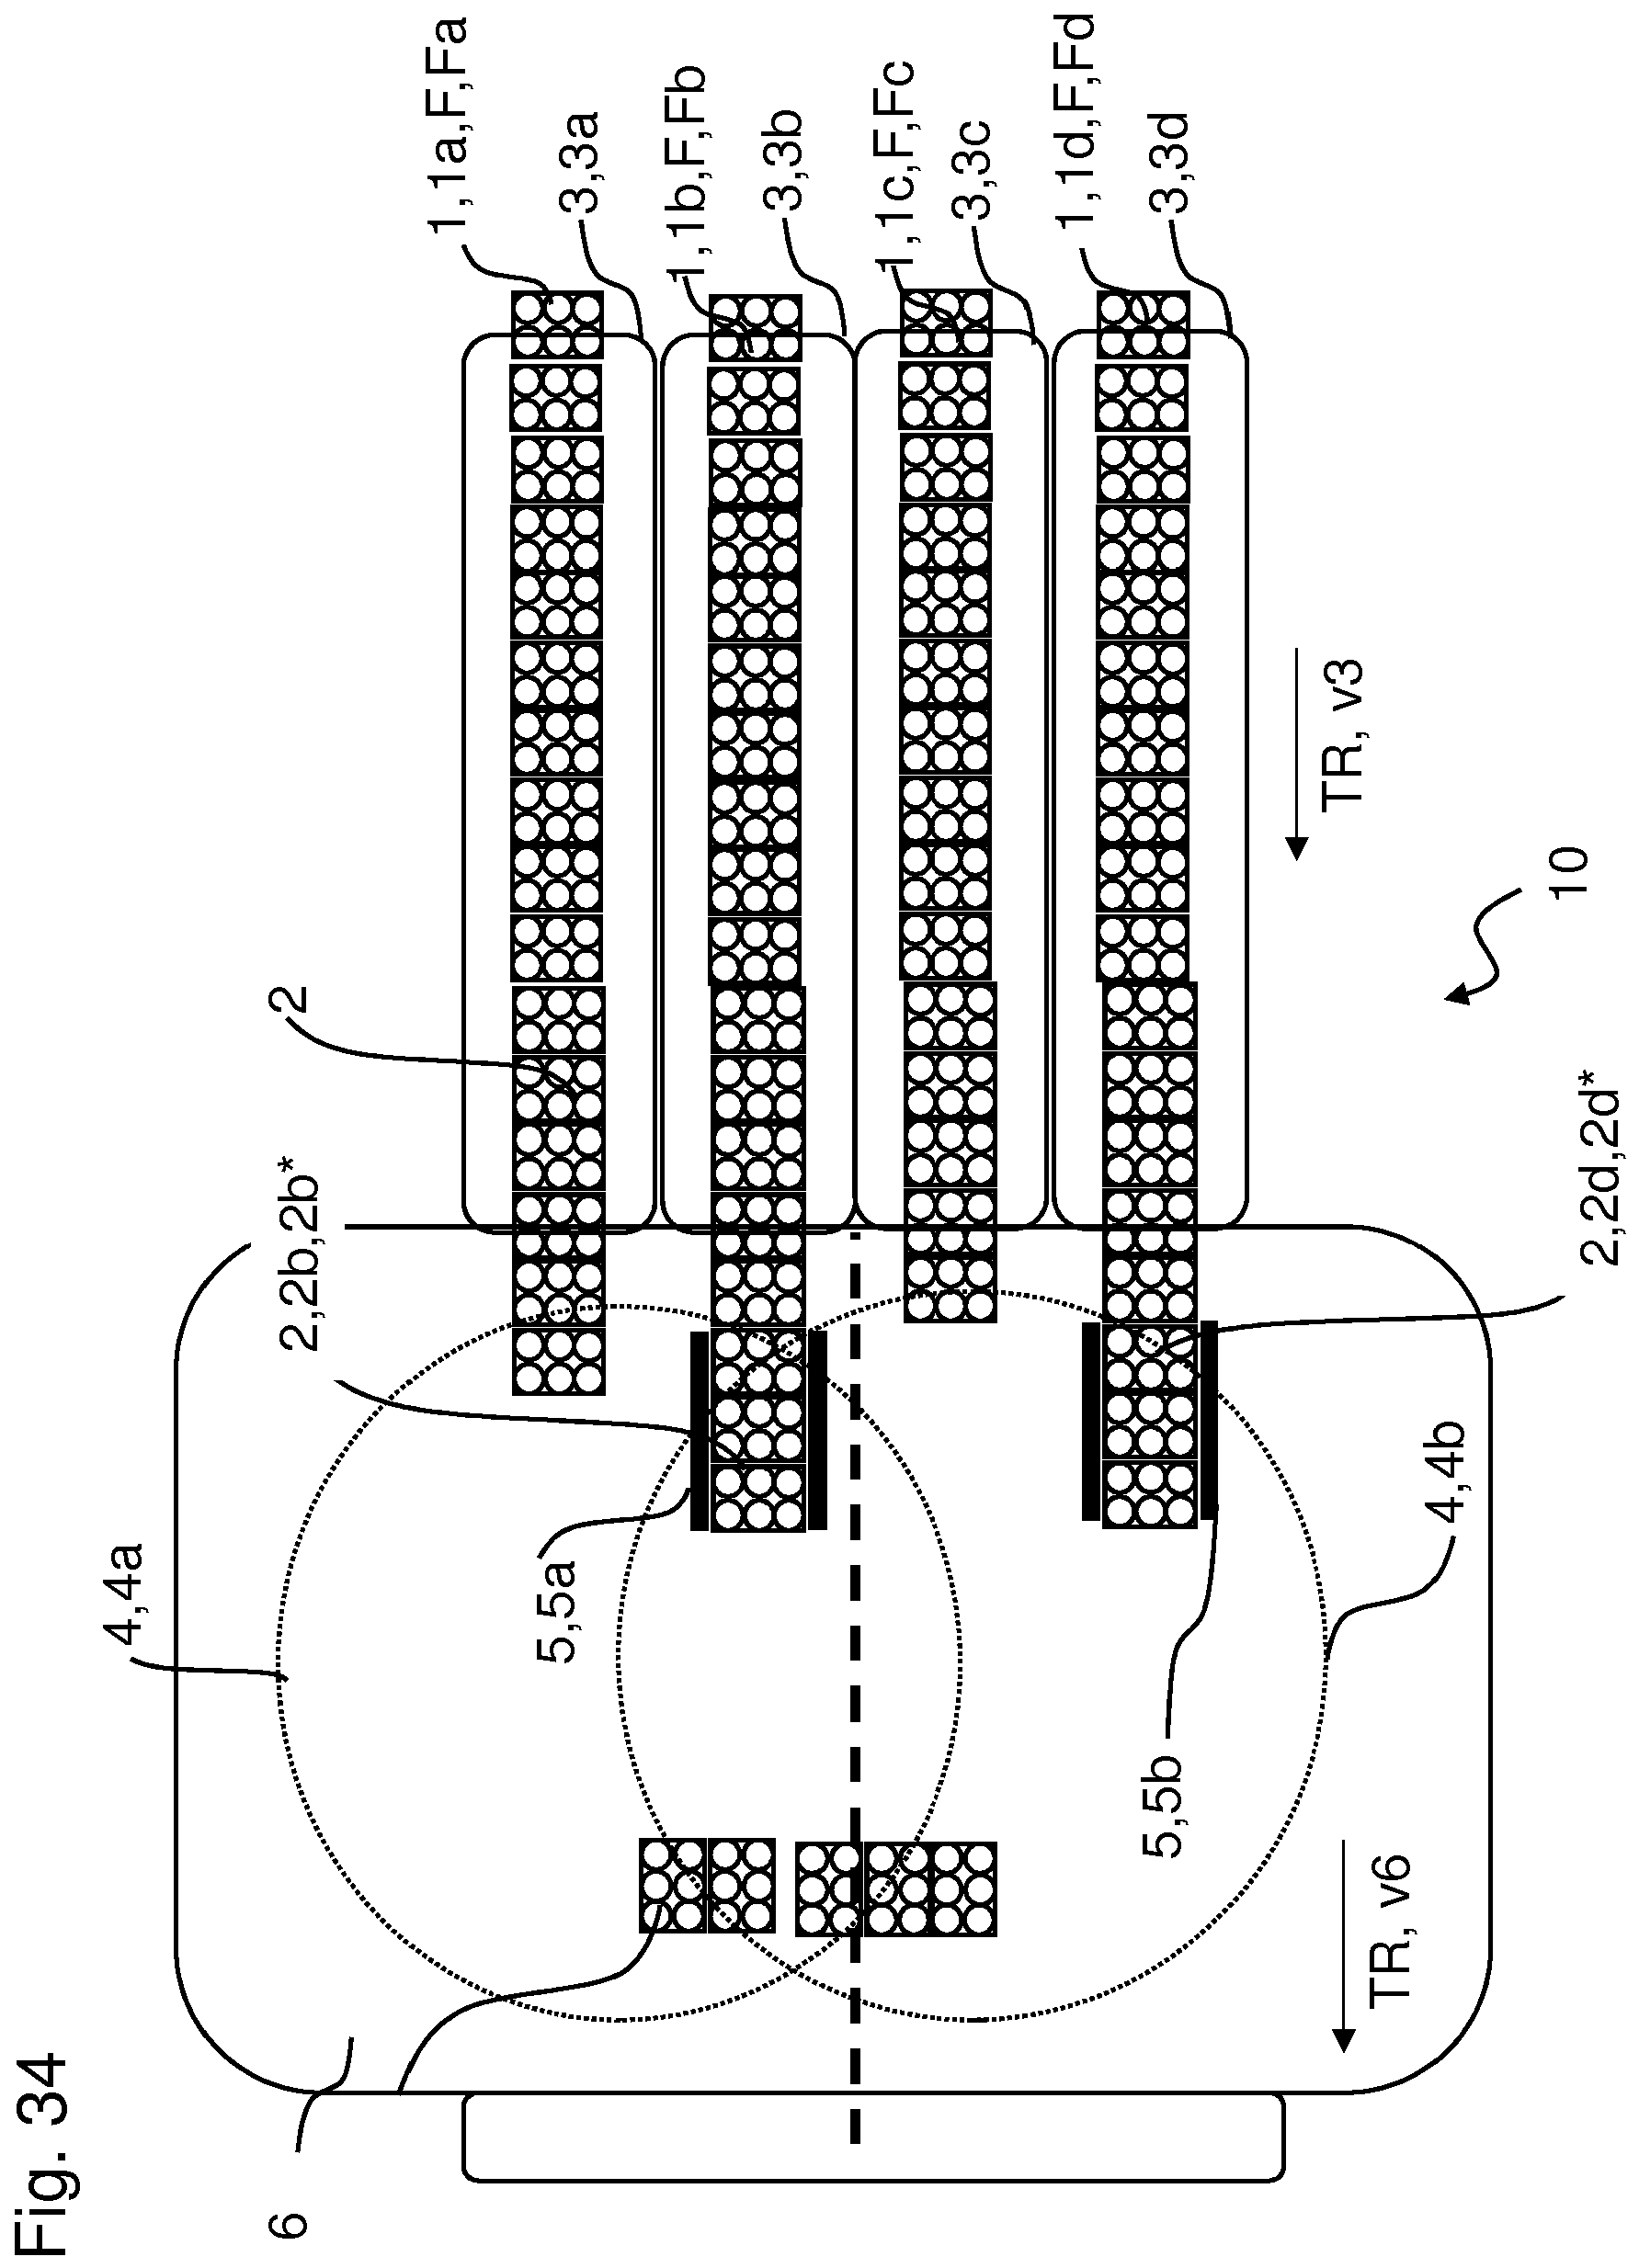 Fig. 34
1,1a,F,Fa
3,3a
1,1b,F,Fb
3,3b
1,1c,F,Fc
3,3c
1,1d,F,Fd
3,3d
TR, v3
10
2
2,2b,2b*
2,2d,2d*
4,4a
5,5a
4,4b
5,5b
TR, v6
6